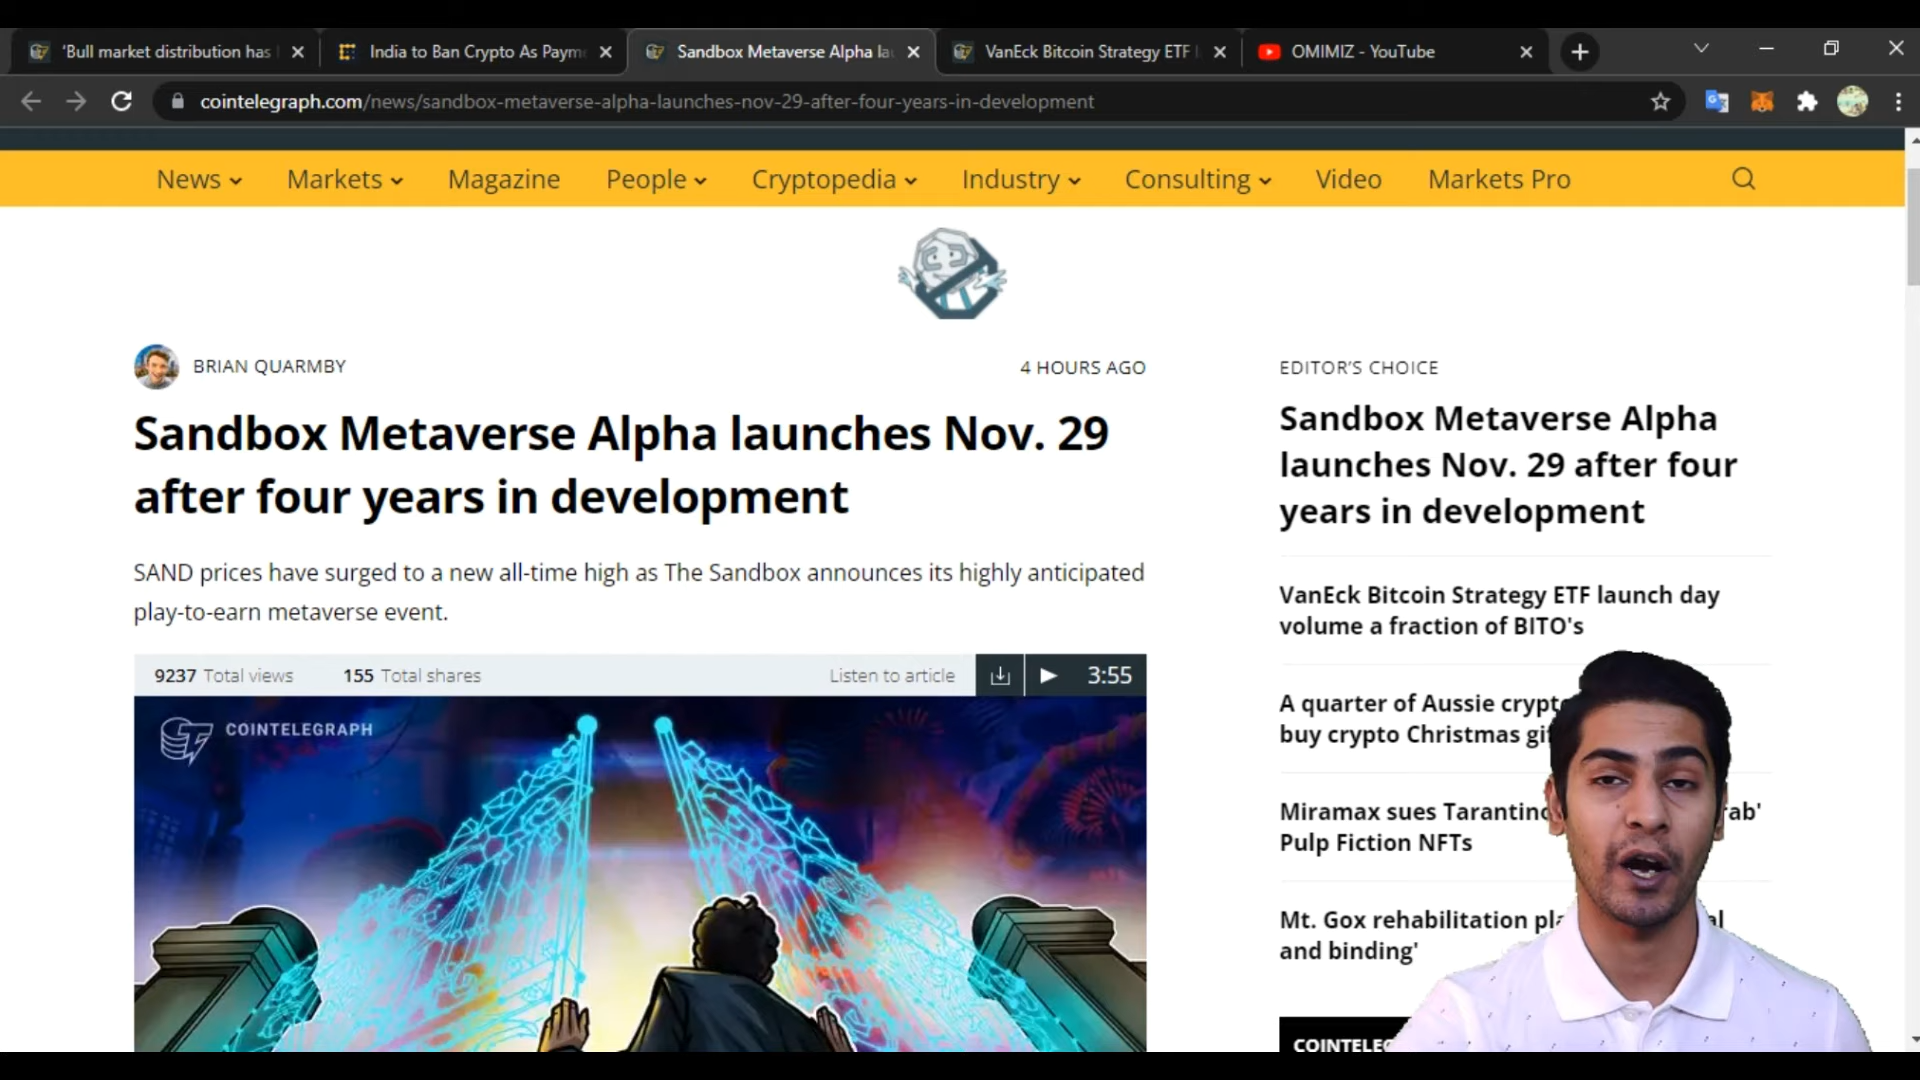 'Bull market distribution has
India to Ban Crypto As Payme
Sandbox Metaverse Alpha la
VanEck Bitcoin Strategy ETF
OMIMIZ - YouTube
cointelegraph.com/news/sandbox-metaverse-alpha-launches-nov-29-after-four-years-in-development
News
Markets
Magazine
People
Cryptopedia
Industry
Consulting
Video
Markets Pro
BRIAN QUARMBY
4 HOURS AGO
Sandbox Metaverse Alpha launches Nov. 29
after four years in development
SAND prices have surged to a new all-time high as The Sandbox announces its highly anticipated
play-to-earn metaverse event.
9237 Total views
155 Total shares
Listen to article
3:55
COINTELEGRAPH
EDITOR'S CHOICE
Sandbox Metaverse Alpha
launches Nov. 29 after four
years in development
VanEck Bitcoin Strategy ETF launch day
volume a fraction of BITO's
A quarter of Aussie crypto
buy crypto Christmas gi
Miramax sues Tarantino rab'
Pulp Fiction NFTs
Mt. Gox rehabilitation pla al
and binding'
COINTELEG